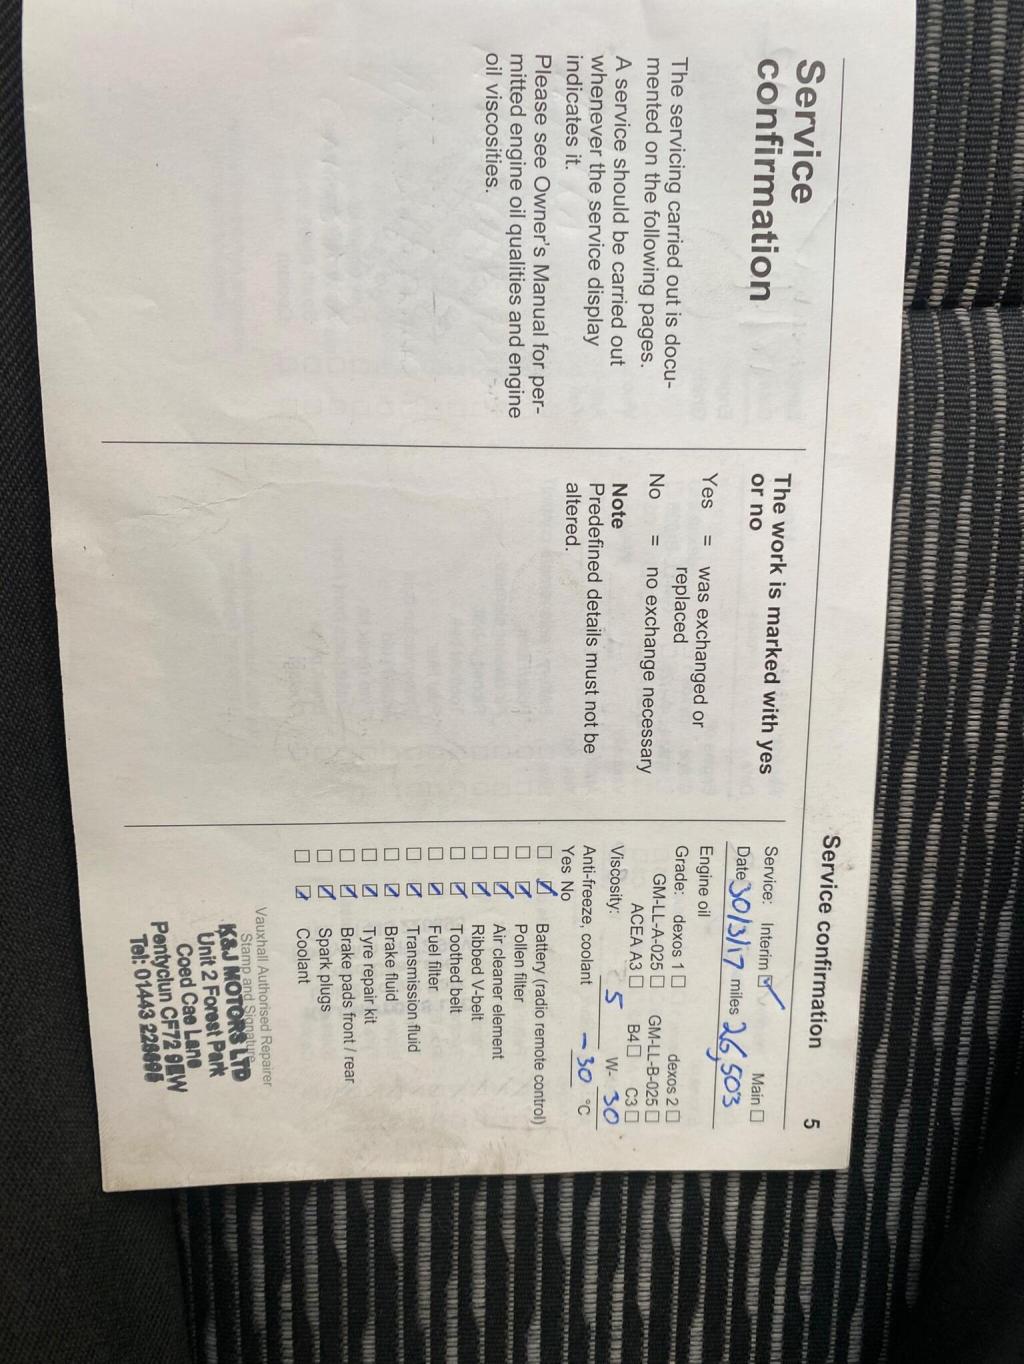 Service confirmation 5
Service
confirmation
The servicing carried out is docu-
mented on the following pages.
A service should be carried out
whenever the service display
indicates it.
Please see Owner's Manual for per-
mitted engine oil qualities and engine
oil viscosities.
The work is marked with yes
or no
Yes = was exchanged or
replaced
No = no exchange necessary
Note
Predefined details must not be
altered.
Service: Interim ☑ Main ☐
Date 30/3/17 miles 26,503
Engine oil
Grade: dexos 1 ☐ dexos 2 ☐
GM-LL-A-025 ☐ GM-LL-B-025 ☐
ACEA A3 ☐ B4 ☐ C3 ☐
Viscosity: 5 W- 30
Anti-freeze, coolant -30 °C
Yes No
☐ ☑ Battery (radio remote control)
☐ ☑ Pollen filter
☐ ☑ Air cleaner element
☐ ☑ Ribbed V-belt
☐ ☑ Toothed belt
☐ ☑ Fuel filter
☐ ☑ Transmission fluid
☐ ☑ Brake fluid
☐ ☑ Tyre repair kit
☐ ☑ Brake pads front / rear
☐ ☑ Spark plugs
☐ ☑ Coolant
Vauxhall Authorised Repairer
Stamp and Signature
K&J MOTORS LTD
Unit 2 Forest Park
Coed Cae Lane
Pontyclun CF72 9EW
Tel: 01443